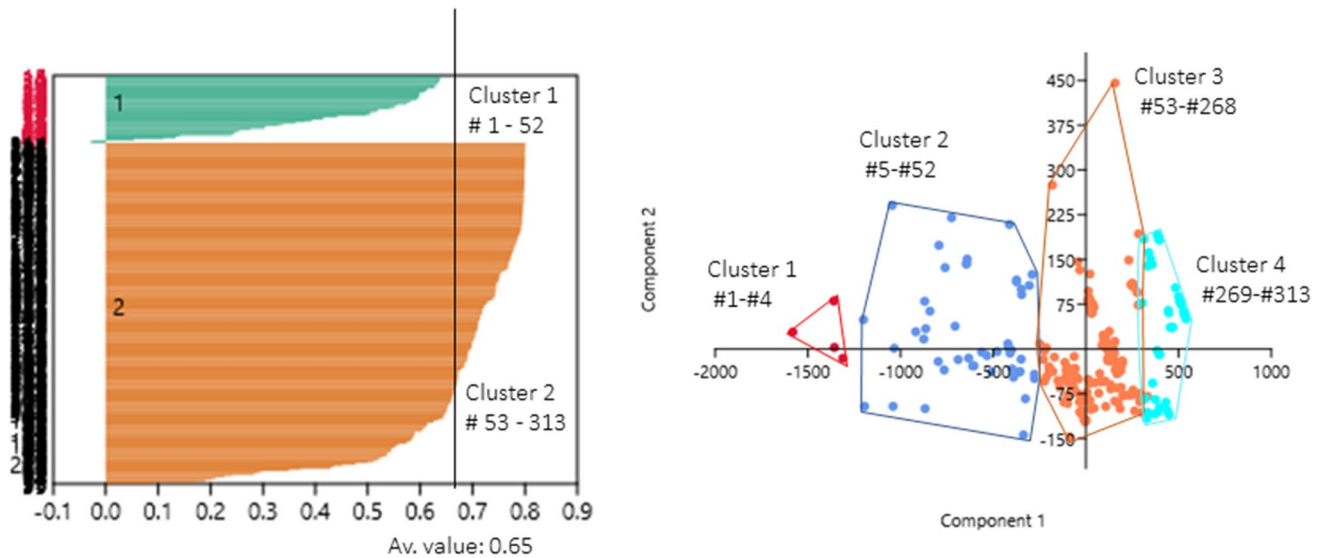 1
Cluster 1
# 1 - 52
2
Cluster 2
# 53 - 313
1
2
-0.1 0.0 0.1 0.2 0.3 0.4 0.5 0.6 0.7 0.8 0.9
Av. value: 0.65
Component 2
450
375
300
225
150
75
-75
-150
Cluster 3
#53-#268
Cluster 2
#5-#52
Cluster 1
#1-#4
Cluster 4
#269-#313
-2000 -1500 -1000 -500 500 1000
Component 1